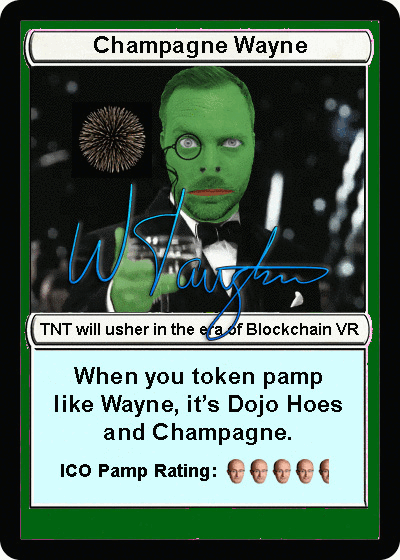 Champagne Wayne
W Vaughn
TNT will usher in the era of Blockchain VR
When you token pamp
like Wayne, it's Dojo Hoes
and Champagne.
ICO Pamp Rating: